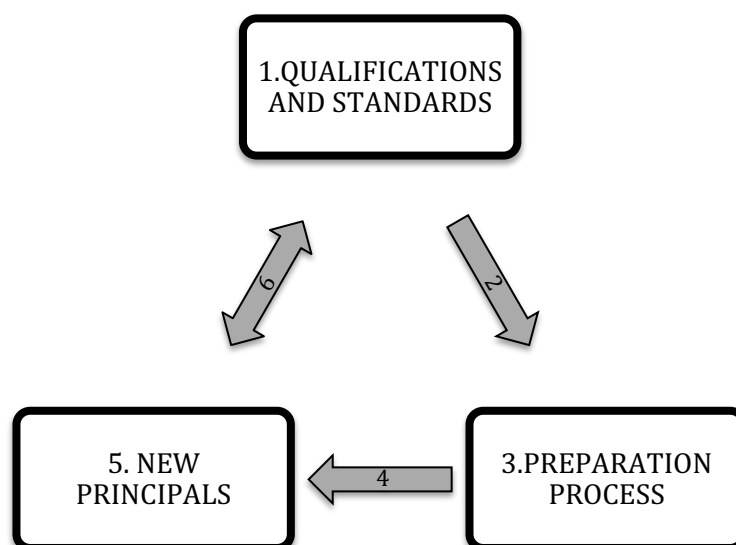 1.QUALIFICATIONS
AND STANDARDS
6
2
5. NEW
PRINCIPALS
4
3.PREPARATION
PROCESS